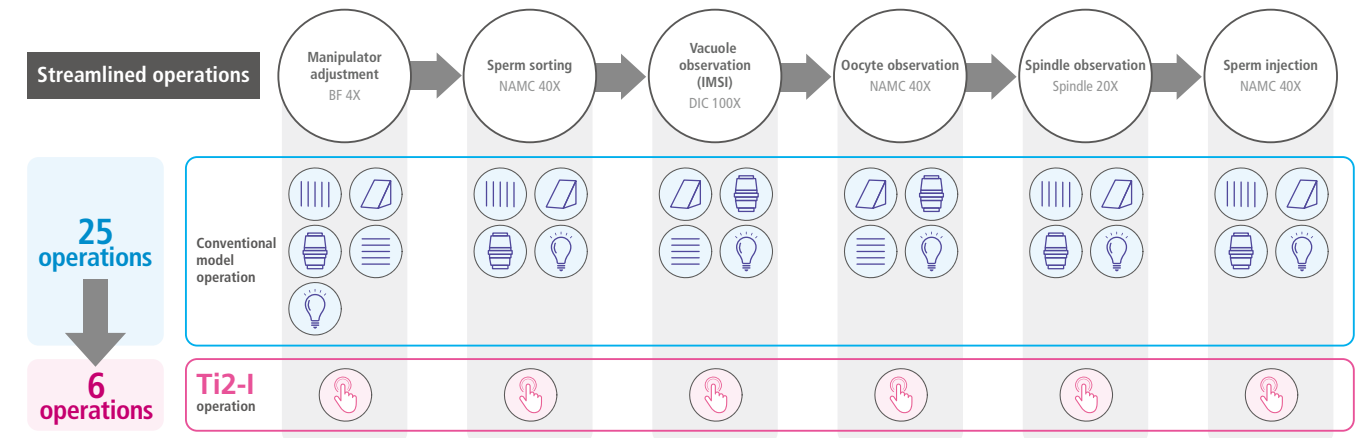 Streamlined operations
Manipulator
adjustment
BF 4X
Sperm sorting
NAMC 40X
Vacuole
observation
(IMSI)
DIC 100X
Oocyte observation
NAMC 40X
Spindle observation
Spindle 20X
Sperm injection
NAMC 40X
25
operations
Conventional
model
operation
6
operations
Ti2-I
operation